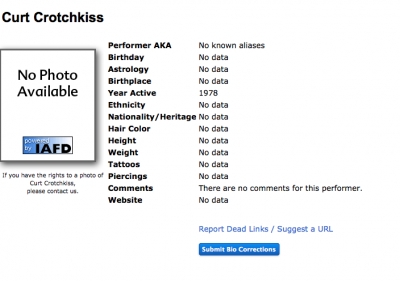 Curt Crotchkiss
No Photo
Available
powered
by IAFD
If you have the rights to a photo of
Curt Crotchkiss,
please contact us.
Performer AKA No known aliases
Birthday No data
Astrology No data
Birthplace No data
Year Active 1978
Ethnicity No data
Nationality/Heritage No data
Hair Color No data
Height No data
Weight No data
Tattoos No data
Piercings No data
Comments There are no comments for this performer.
Website No data
Report Dead Links / Suggest a URL
Submit Bio Corrections